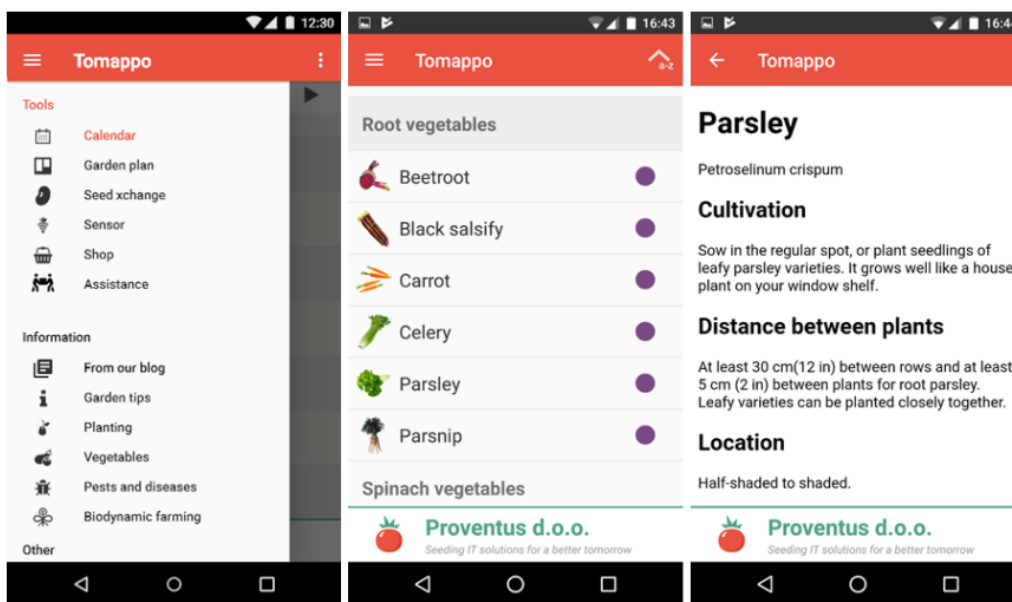 12:30
Tomappo
Tools
Calendar
Garden plan
Seed xchange
Sensor
Shop
Assistance
Information
From our blog
Garden tips
Planting
Vegetables
Pests and diseases
Biodynamic farming
Other
16:43
Tomappo
a-z
Root vegetables
Beetroot
Black salsify
Carrot
Celery
Parsley
Parsnip
Spinach vegetables
Proventus d.o.o.
Seeding IT solutions for a better tomorrow
16:4
Tomappo
Parsley
Petroselinum crispum
Cultivation
Sow in the regular spot, or plant seedlings of
leafy parsley varieties. It grows well like a house
plant on your window shelf.
Distance between plants
At least 30 cm(12 in) between rows and at least
5 cm (2 in) between plants for root parsley.
Leafy varieties can be planted closely together.
Location
Half-shaded to shaded.
Proventus d.o.o.
Seeding IT solutions for a better tomorrow